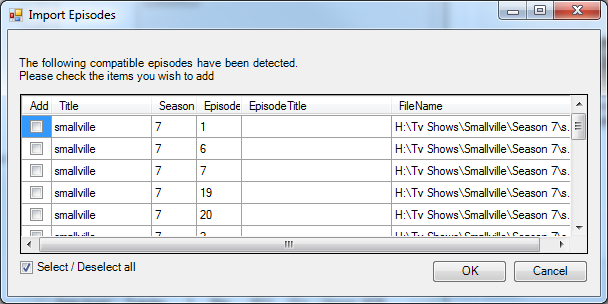 Import Episodes
The following compatible episodes have been detected.
Please check the items you wish to add
Add Title Season Episode EpisodeTitle FileName
smallville 7 1 H:\Tv Shows\Smallville\Season 7\s.
smallville 7 6 H:\Tv Shows\Smallville\Season 7\s.
smallville 7 7 H:\Tv Shows\Smallville\Season 7\s.
smallville 7 19 H:\Tv Shows\Smallville\Season 7\s.
smallville 7 20 H:\Tv Shows\Smallville\Season 7\s.
smallville 7 H:\Tv Shows\Smallville\Season 7\s.
Select / Deselect all
OK Cancel